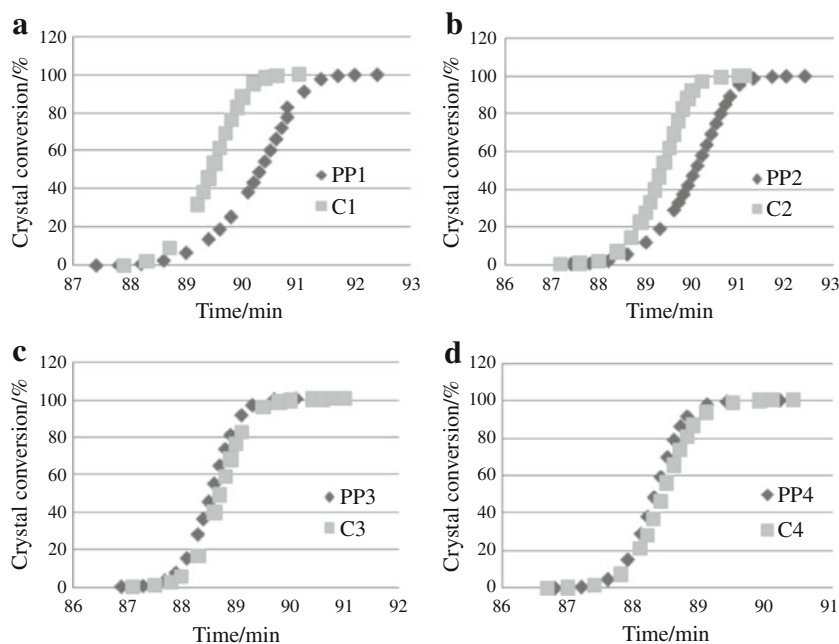 a
120
100
80
60
40
20
0
Crystal conversion/%
PP1
C1
87 88 89 90 91 92 93
Time/min
b
120
100
80
60
40
20
0
Crystal conversion/%
PP2
C2
86 87 88 89 90 91 92 93
Time/min
c
120
100
80
60
40
20
0
Crystal conversion/%
PP3
C3
86 87 88 89 90 91 92
Time/min
d
120
100
80
60
40
20
0
Crystal conversion/%
PP4
C4
86 87 88 89 90 91
Time/min